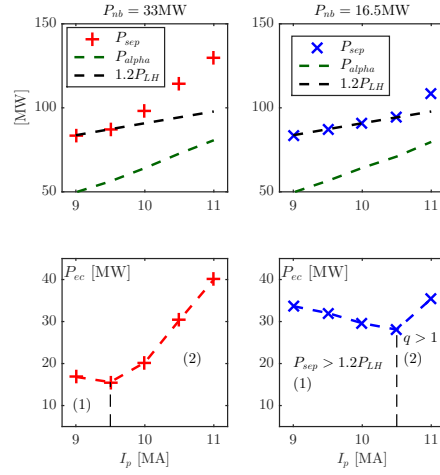 P_nb = 33MW
P_nb = 16.5MW
[MW]
150
100
50
P_sep
P_alpha
1.2P_LH
9 10 11
150
100
50
P_sep
P_alpha
1.2P_LH
9 10 11
P_ec [MW]
40
30
20
10
(1)
(2)
9 10 11
I_p [MA]
P_ec [MW]
40
30
20
10
q > 1
P_sep > 1.2P_LH
(2)
(1)
9 10 11
I_p [MA]